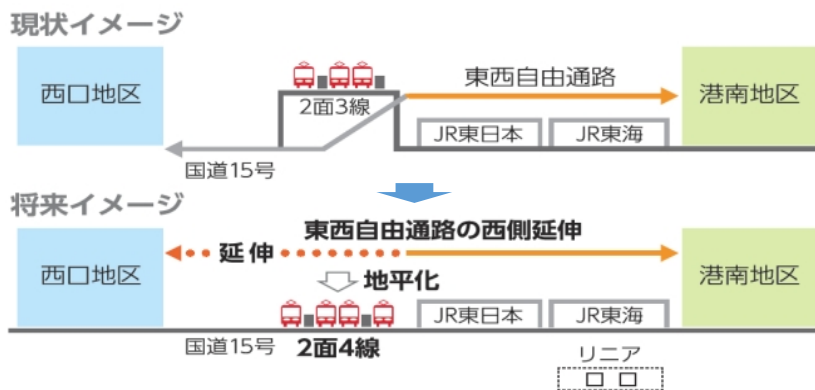 現状イメージ
西口地区
2面3線
東西自由通路
港南地区
JR東日本
JR東海
国道15号
将来イメージ
東西自由通路の西側延伸
延伸
西口地区
地平化
港南地区
JR東日本
JR東海
国道15号
2面4線
リニア